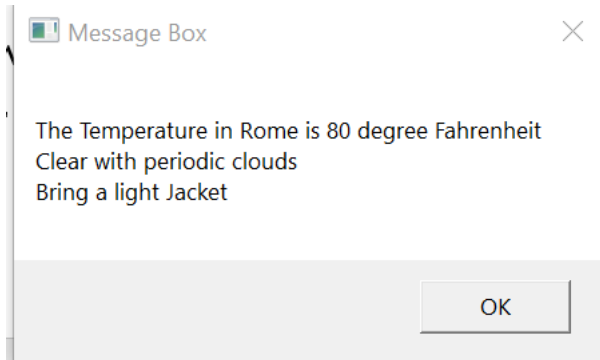 Message Box
The Temperature in Rome is 80 degree Fahrenheit
Clear with periodic clouds
Bring a light Jacket
OK